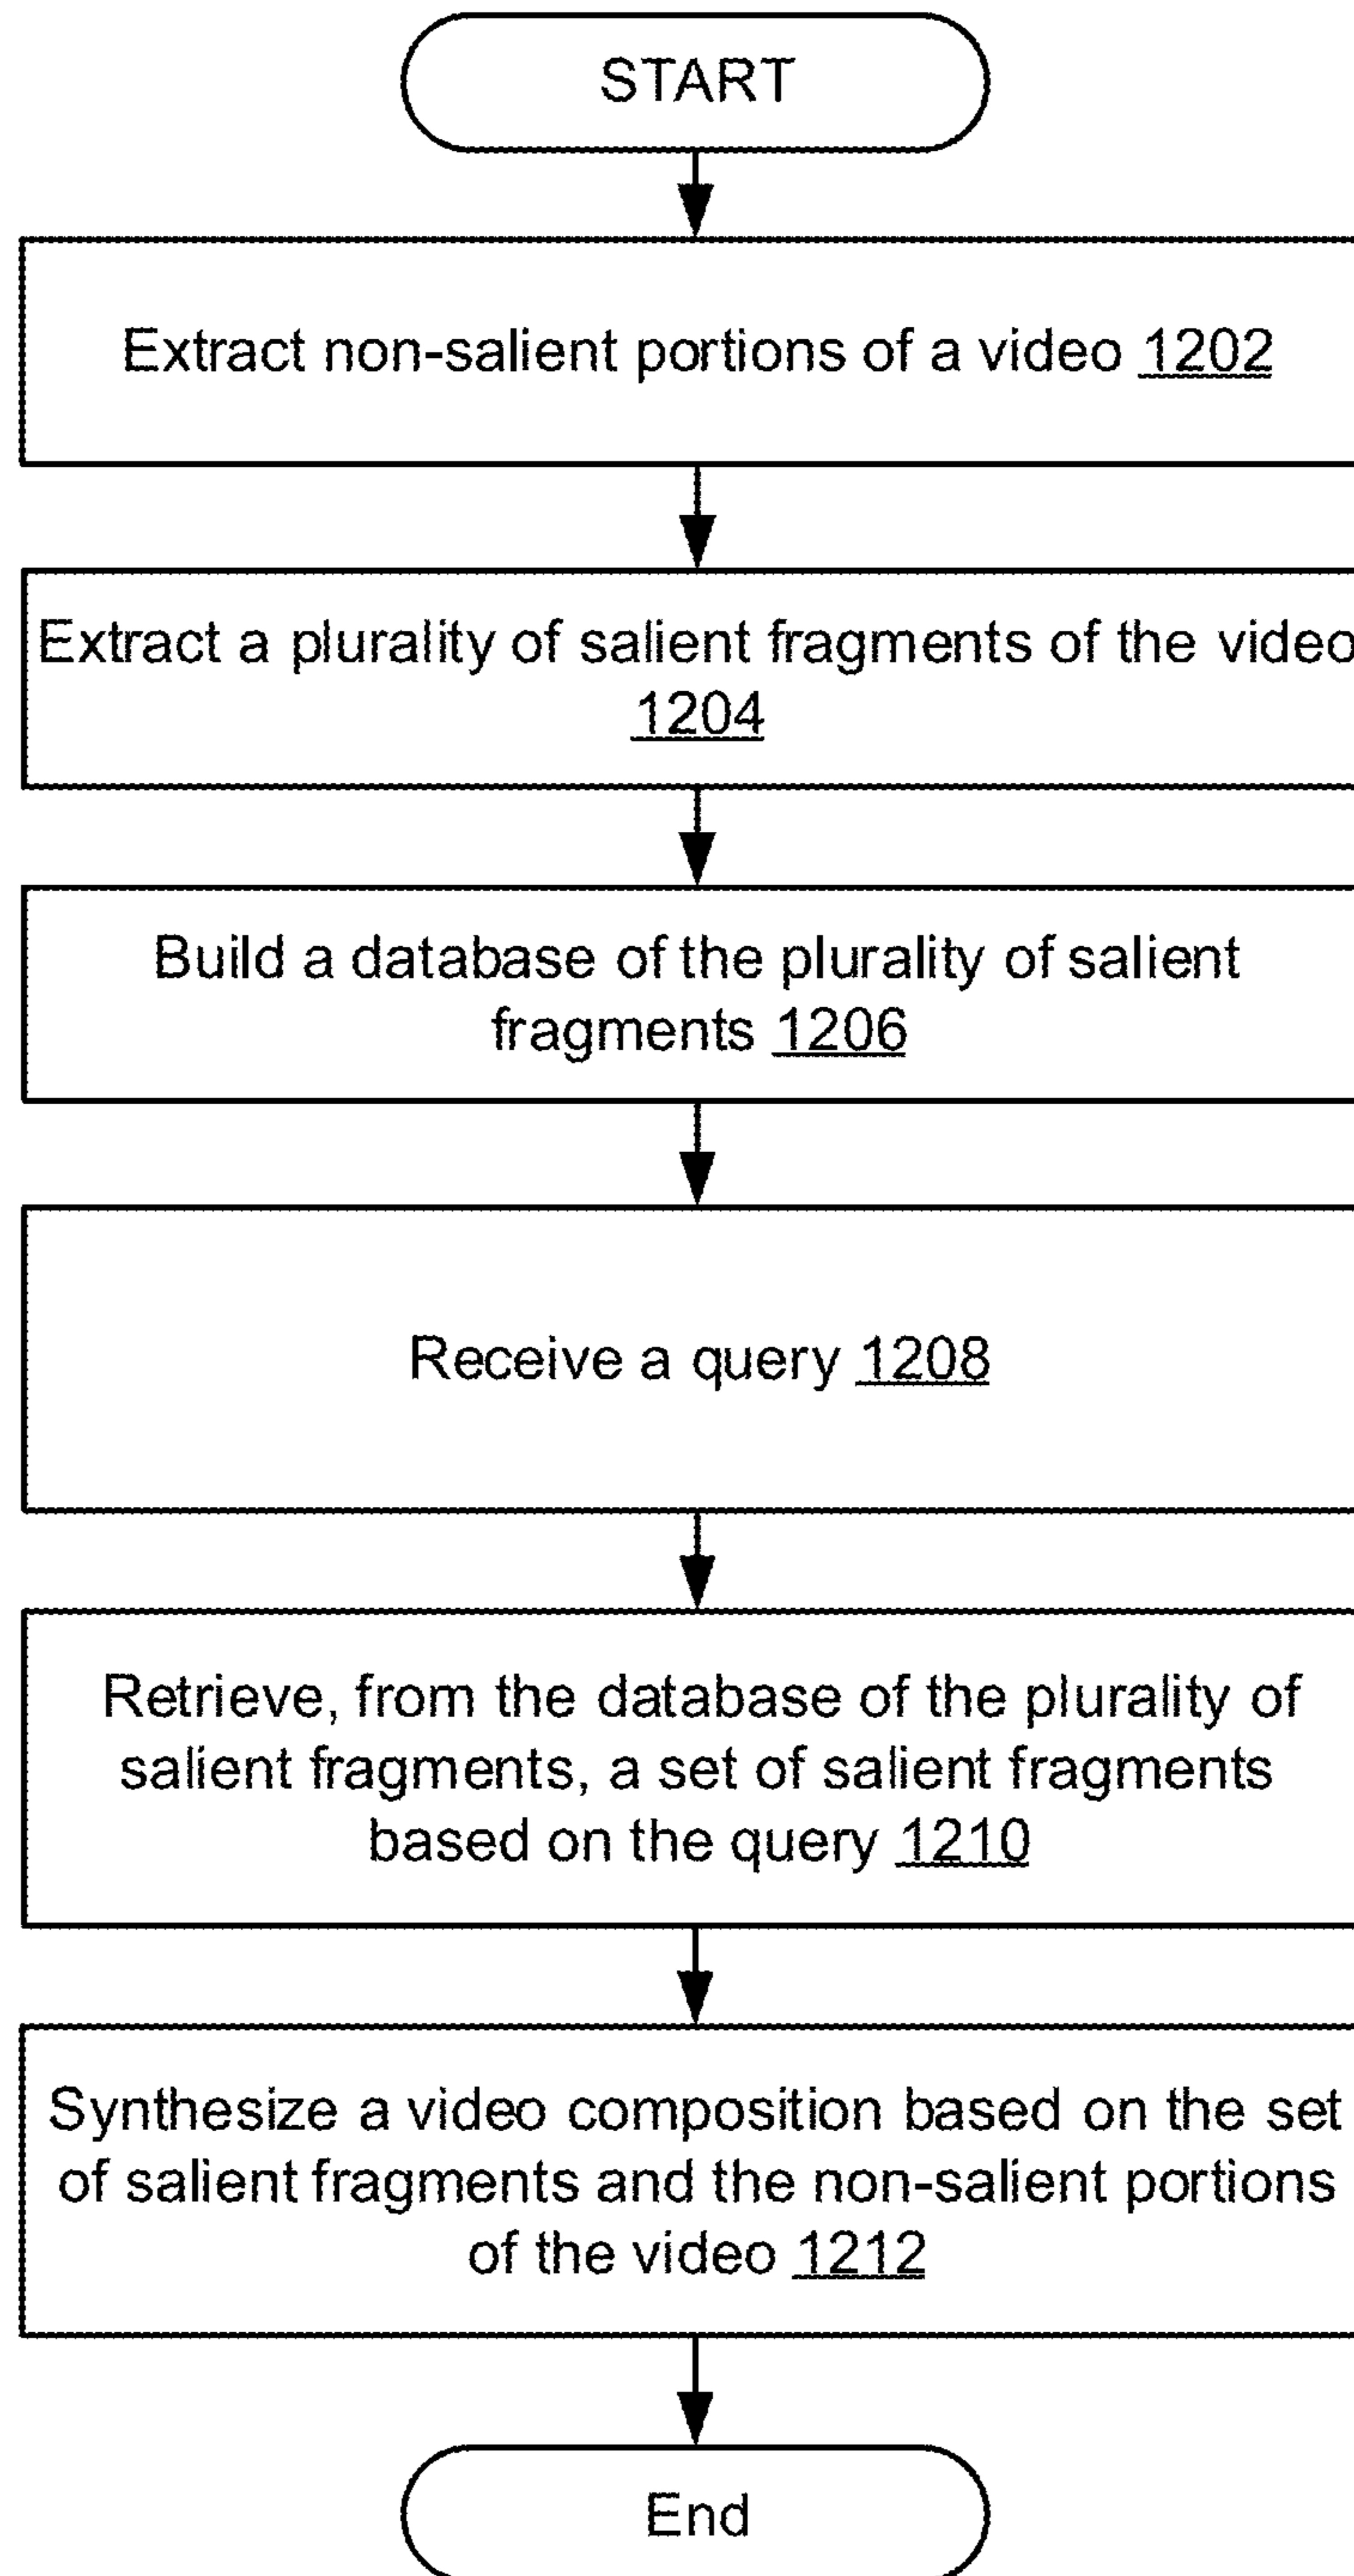 START
Extract non-salient portions of a video 1202
Extract a plurality of salient fragments of the video
1204
Build a database of the plurality of salient
fragments 1206
Receive a query 1208
Retrieve, from the database of the plurality of
salient fragments, a set of salient fragments
based on the query 1210
Synthesize a video composition based on the set
of salient fragments and the non-salient portions
of the video 1212
End